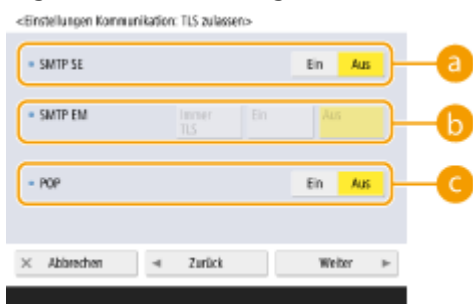 <Einstellungen Kommunikation: TLS zulassen>
SMTP SE Ein Aus a
SMTP EM Immer TLS Ein Aus b
POP Ein Aus c
× Abbrechen ◄ Zurück Weiter ►